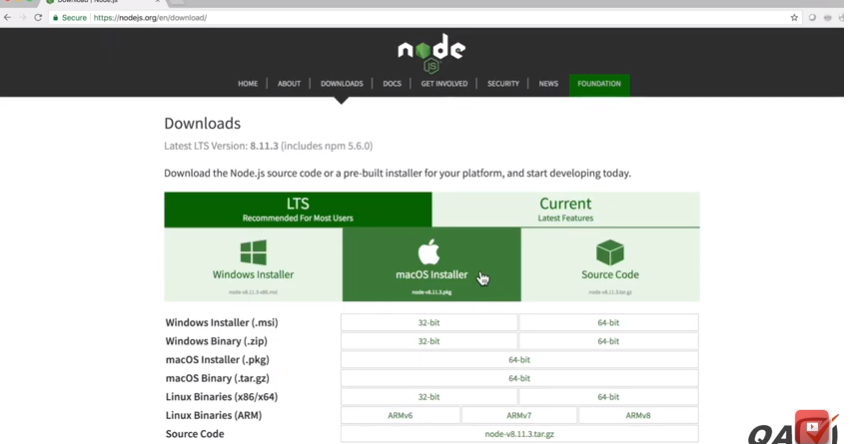 Download | Node.js
Secure https://nodejs.org/en/download/
node
JS
HOME ABOUT DOWNLOADS DOCS GET INVOLVED SECURITY NEWS FOUNDATION
Downloads
Latest LTS Version: 8.11.3 (includes npm 5.6.0)
Download the Node.js source code or a pre-built installer for your platform, and start developing today.
LTS
Recommended For Most Users
Current
Latest Features
Windows Installer
node-v8.11.3-x86.msi
macOS Installer
node-v8.11.3.pkg
Source Code
node-v8.11.3.tar.gz
Windows Installer (.msi) 32-bit 64-bit
Windows Binary (.zip) 32-bit 64-bit
macOS Installer (.pkg) 64-bit
macOS Binary (.tar.gz) 64-bit
Linux Binaries (x86/x64) 32-bit 64-bit
Linux Binaries (ARM) ARMv6 ARMv7 ARMv8
Source Code node-v8.11.3.tar.gz
QA